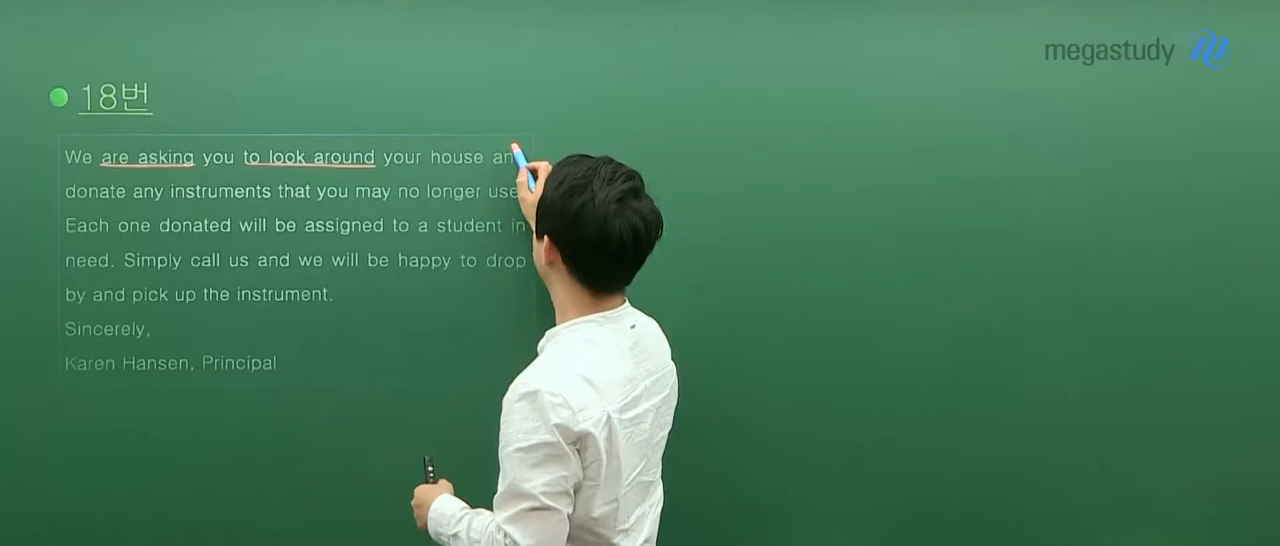 megastudy
18번
We are asking you to look around your house an
donate any instruments that you may no longer use
Each one donated will be assigned to a student in
need. Simply call us and we will be happy to drop
by and pick up the instrument.
Sincerely,
Karen Hansen, Principal